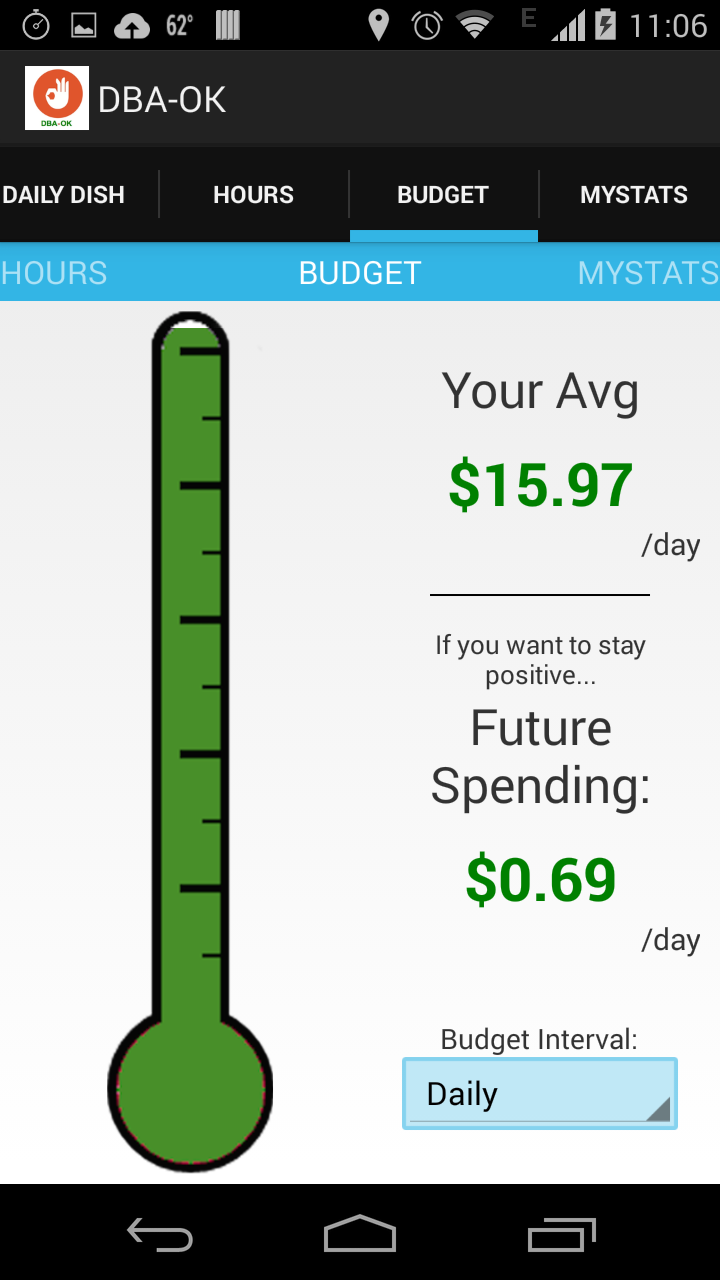 62°
E
11:06
DBA-OK
DBA-OK
DAILY DISH
HOURS
BUDGET
MYSTATS
HOURS
BUDGET
MYSTATS
Your Avg
$15.97
/day
If you want to stay
positive...
Future
Spending:
$0.69
/day
Budget Interval:
Daily